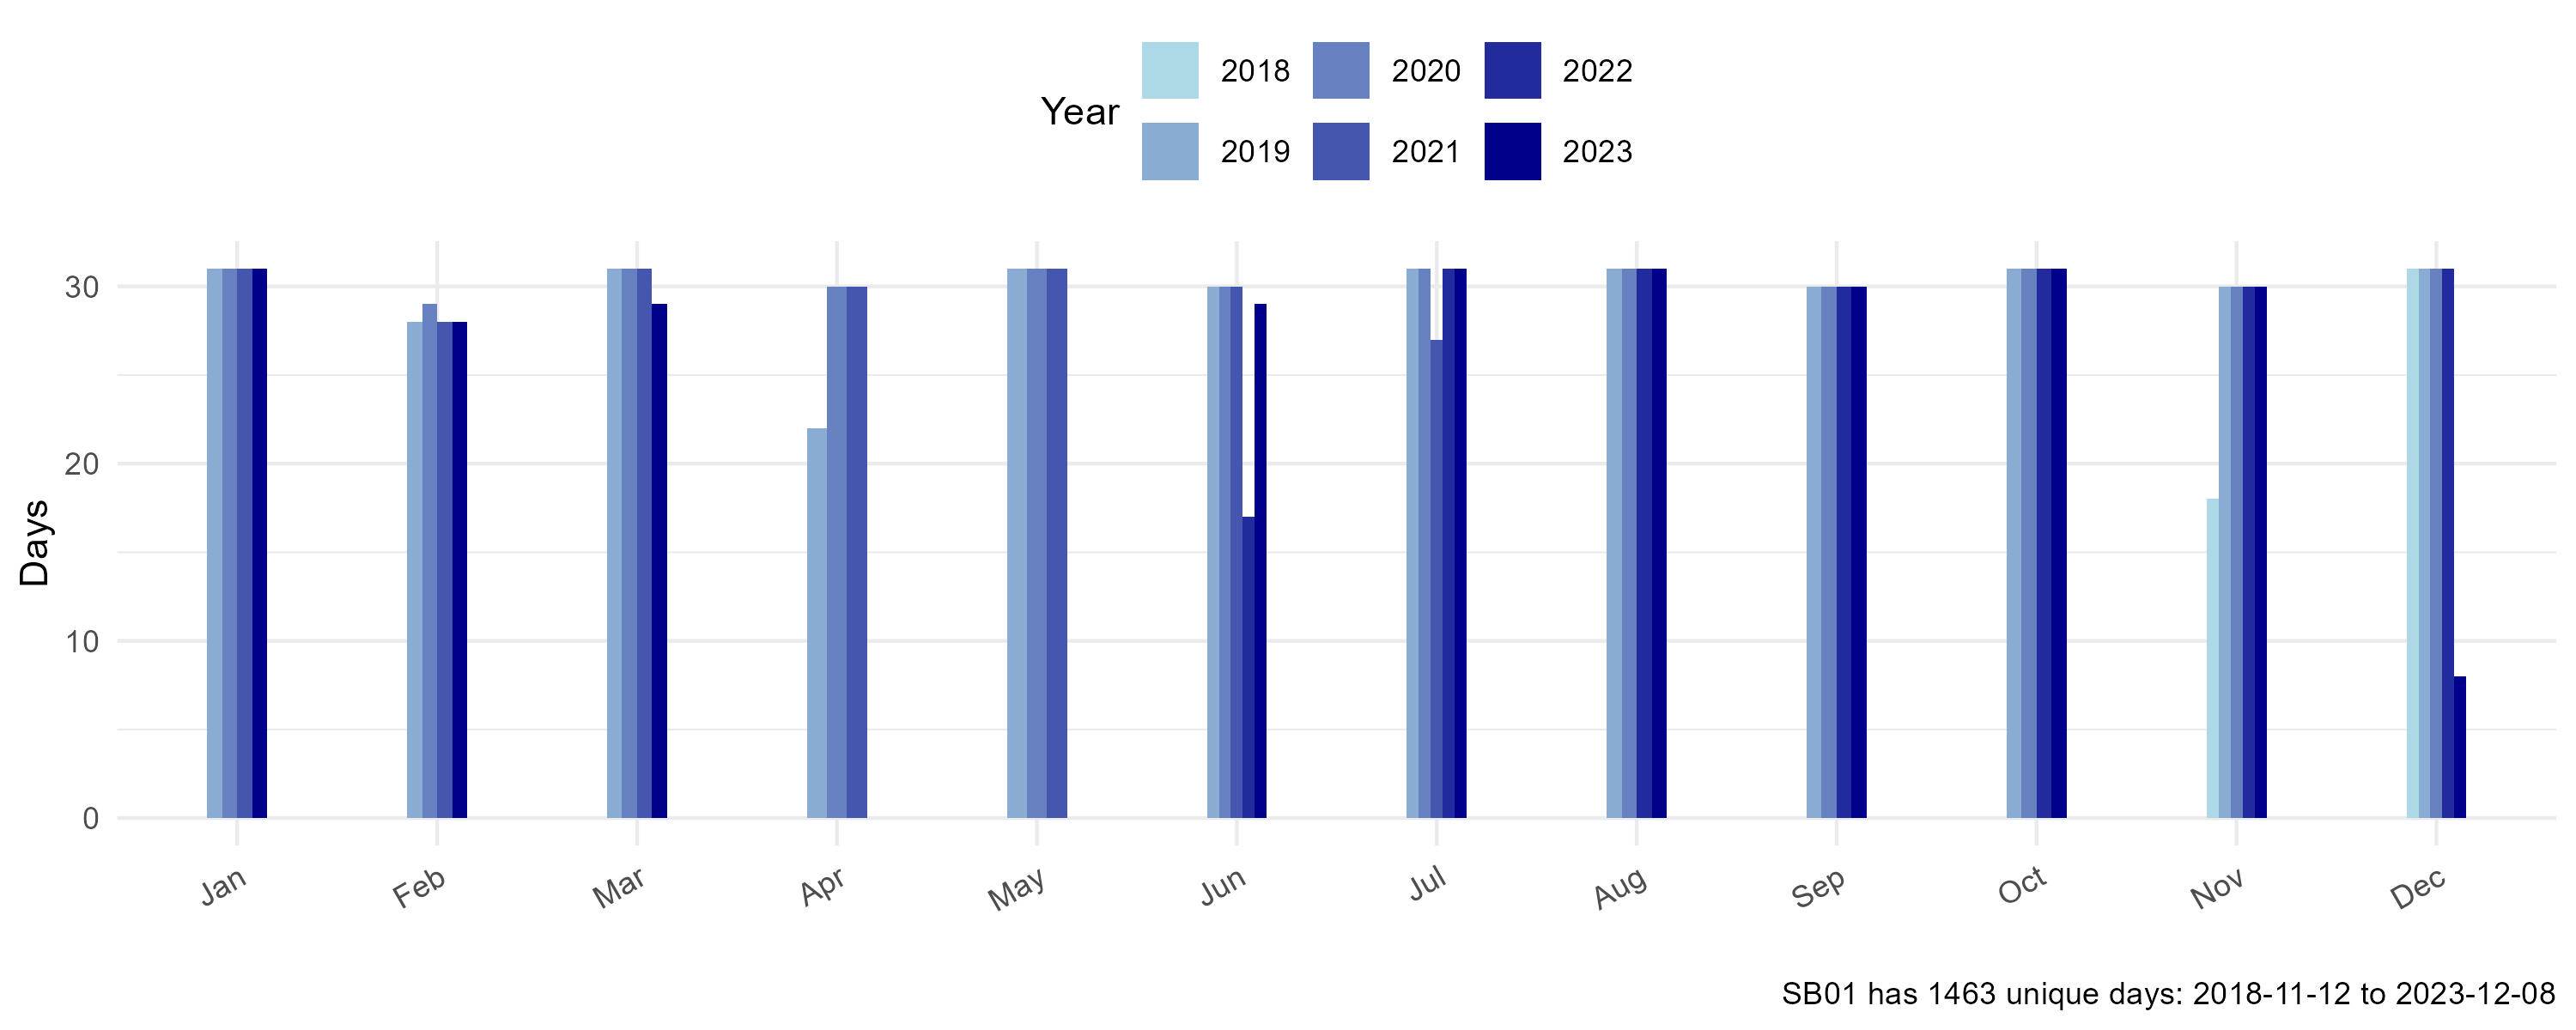 Year
2018 2020 2022
2019 2021 2023
Days
30
20
10
0
Jan Feb Mar Apr May Jun Jul Aug Sep Oct Nov Dec
SB01 has 1463 unique days: 2018-11-12 to 2023-12-08